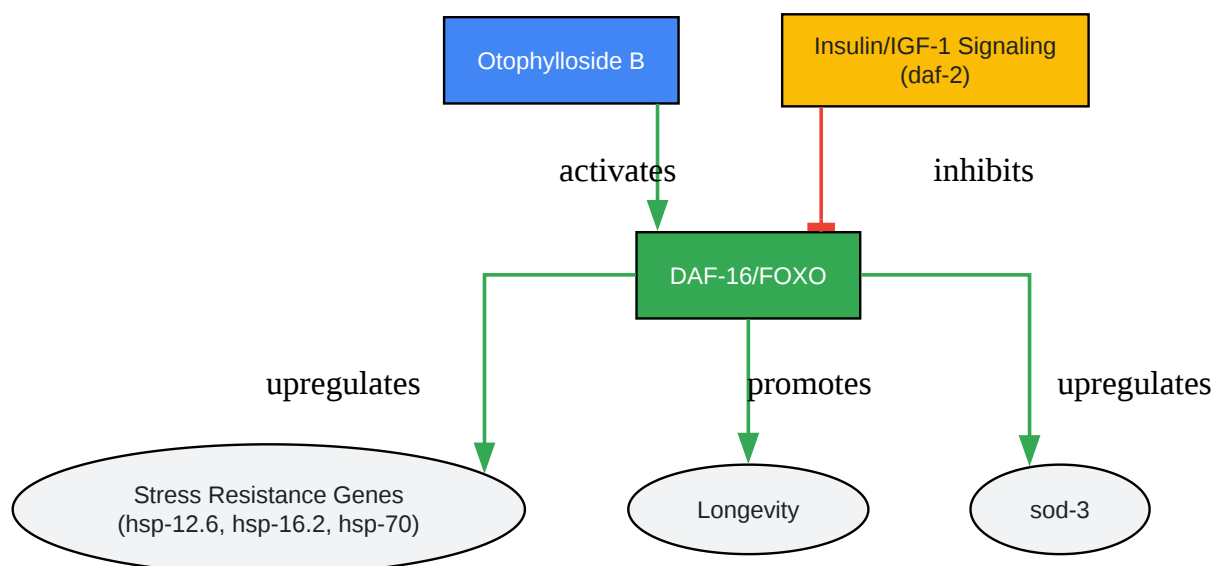 Otophylloside B
Insulin/IGF-1 Signaling
(daf-2)
activates
inhibits
DAF-16/FOXO
upregulates
promotes
upregulates
Stress Resistance Genes
(hsp-12.6, hsp-16.2, hsp-70)
Longevity
sod-3